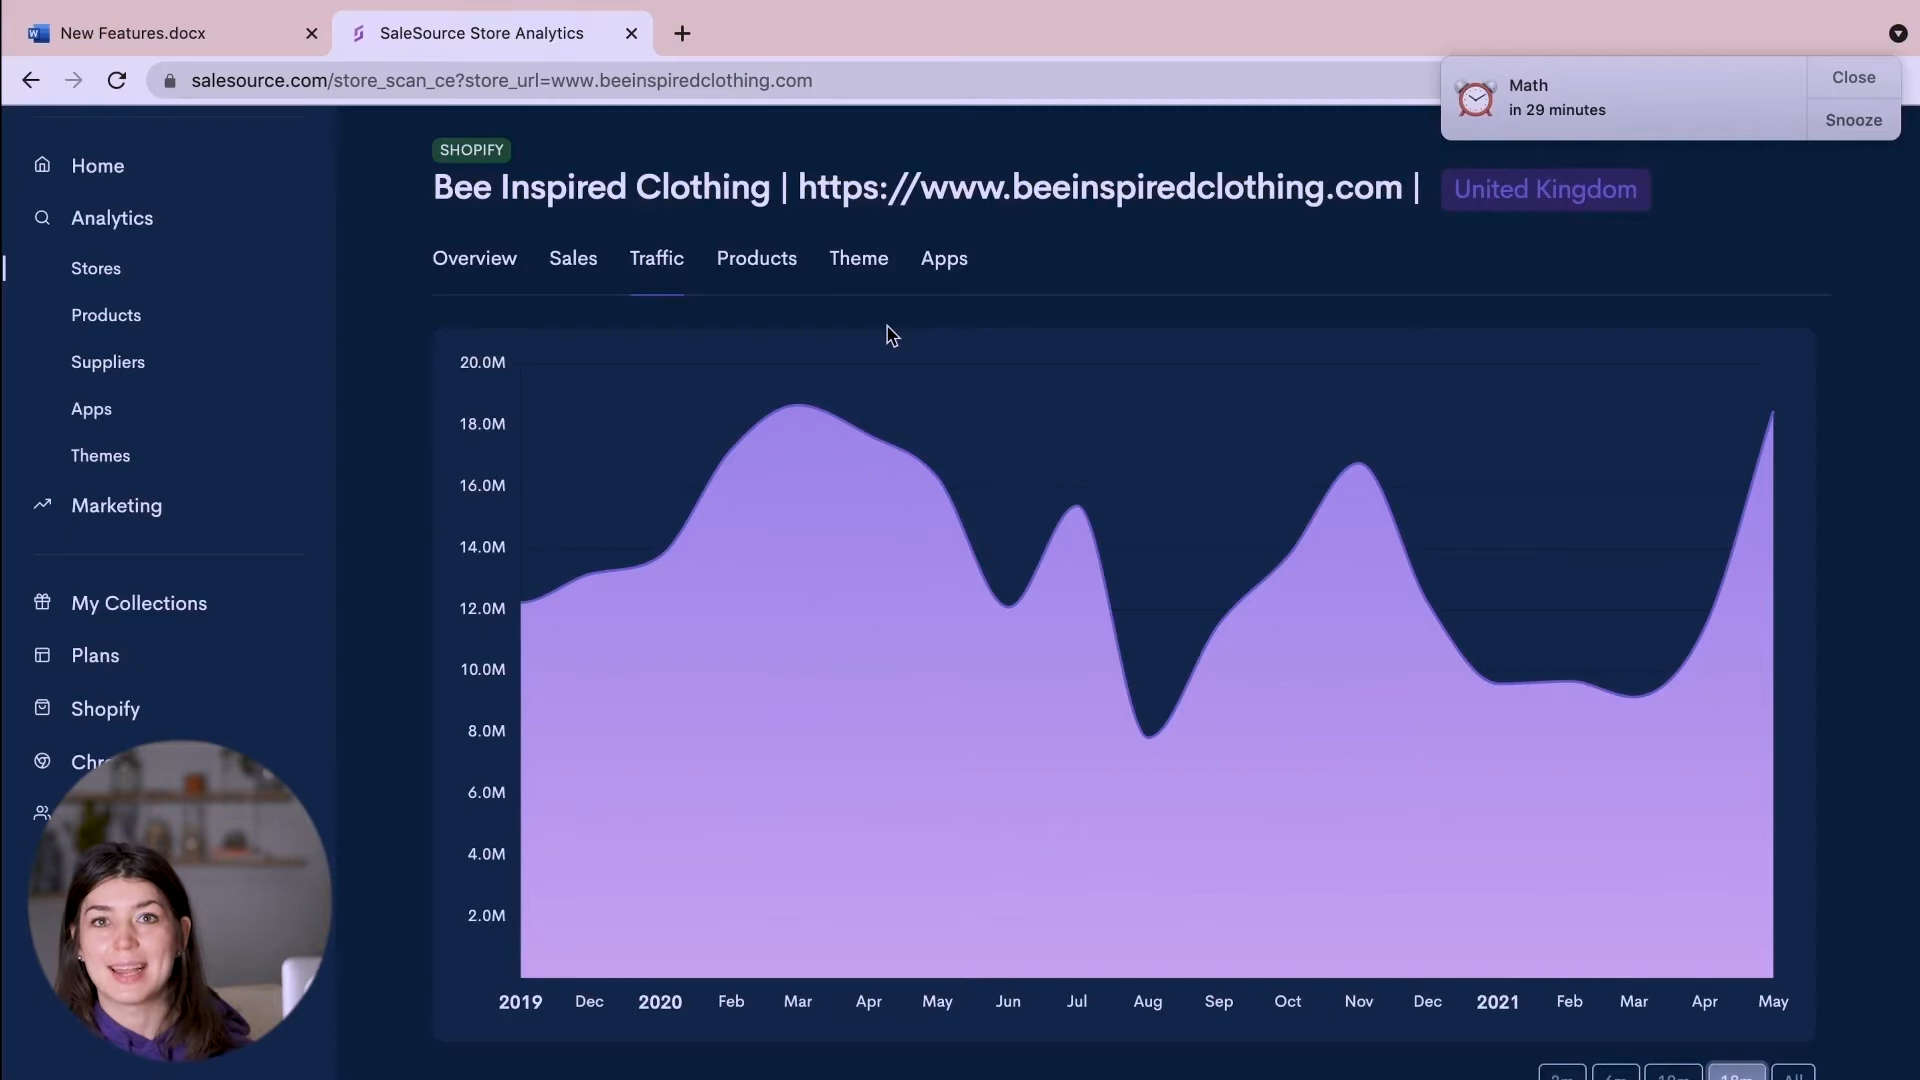 New Features.docx
SaleSource Store Analytics
salesource.com/store_scan_ce?store_url=www.beeinspiredclothing.com
Math
in 29 minutes
Close
Snooze
Home
Analytics
Stores
Products
Suppliers
Apps
Themes
Marketing
My Collections
Plans
Shopify
SHOPIFY
Bee Inspired Clothing | https://www.beeinspiredclothing.com | United Kingdom
Overview Sales Traffic Products Theme Apps
20.0M
18.0M
16.0M
14.0M
12.0M
10.0M
8.0M
6.0M
4.0M
2.0M
2019 Dec 2020 Feb Mar Apr May Jun Jul Aug Sep Oct Nov Dec 2021 Feb Mar Apr May